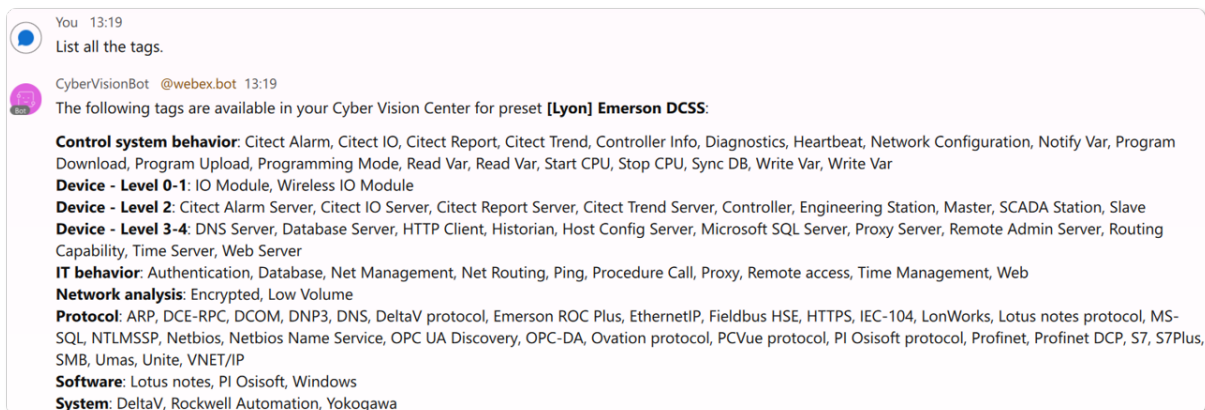 You 13:19
List all the tags.
CyberVisionBot @webex.bot 13:19
Bot
The following tags are available in your Cyber Vision Center for preset [Lyon] Emerson DCSS:
Control system behavior: Citect Alarm, Citect IO, Citect Report, Citect Trend, Controller Info, Diagnostics, Heartbeat, Network Configuration, Notify Var, Program
Download, Program Upload, Programming Mode, Read Var, Read Var, Start CPU, Stop CPU, Sync DB, Write Var, Write Var
Device - Level 0-1: IO Module, Wireless IO Module
Device - Level 2: Citect Alarm Server, Citect IO Server, Citect Report Server, Citect Trend Server, Controller, Engineering Station, Master, SCADA Station, Slave
Device - Level 3-4: DNS Server, Database Server, HTTP Client, Historian, Host Config Server, Microsoft SQL Server, Proxy Server, Remote Admin Server, Routing
Capability, Time Server, Web Server
IT behavior: Authentication, Database, Net Management, Net Routing, Ping, Procedure Call, Proxy, Remote access, Time Management, Web
Network analysis: Encrypted, Low Volume
Protocol: ARP, DCE-RPC, DCOM, DNP3, DNS, DeltaV protocol, Emerson ROC Plus, EthernetIP, Fieldbus HSE, HTTPS, IEC-104, LonWorks, Lotus notes protocol, MS-
SQL, NTLMSSP, Netbios, Netbios Name Service, OPC UA Discovery, OPC-DA, Ovation protocol, PCVue protocol, PI Osisoft protocol, Profinet, Profinet DCP, S7, S7Plus,
SMB, Umas, Unite, VNET/IP
Software: Lotus notes, PI Osisoft, Windows
System: DeltaV, Rockwell Automation, Yokogawa